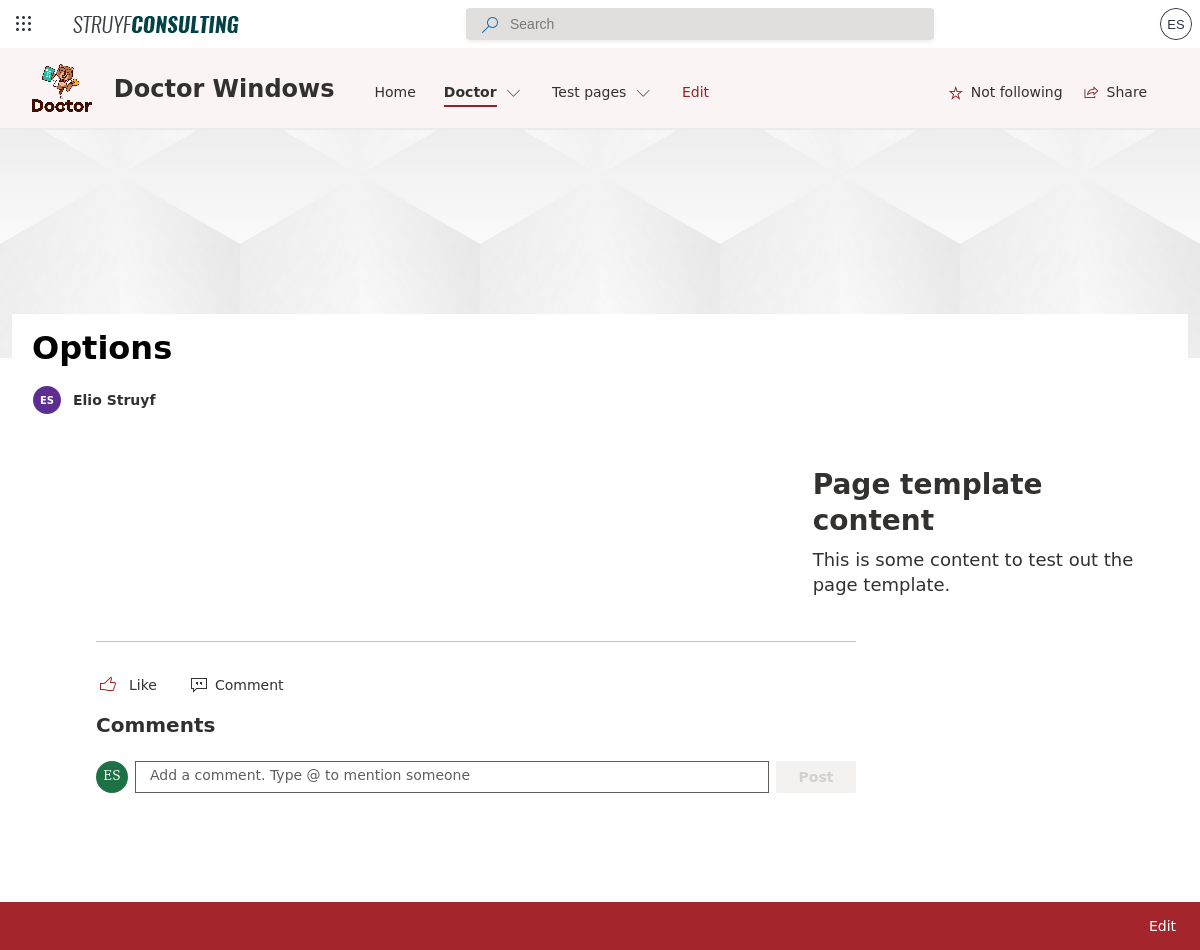 STRUYFCONSULTING
Search
ES
Doctor
Doctor Windows
Home
Doctor
Test pages
Edit
Not following
Share
Options
ES
Elio Struyf
Page template
content
This is some content to test out the
page template.
Like
Comment
Comments
ES
Add a comment. Type @ to mention someone
Post
Edit